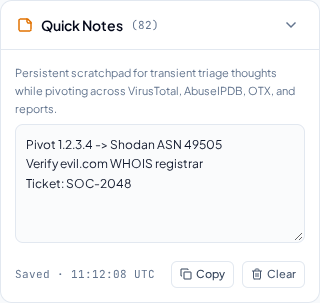 Quick Notes (82)
Persistent scratchpad for transient triage thoughts
while pivoting across VirusTotal, AbuseIPDB, OTX, and
reports.
Pivot 1.2.3.4 -> Shodan ASN 49505
Verify evil.com WHOIS registrar
Ticket: SOC-2048
Saved · 11:12:08 UTC Copy Clear